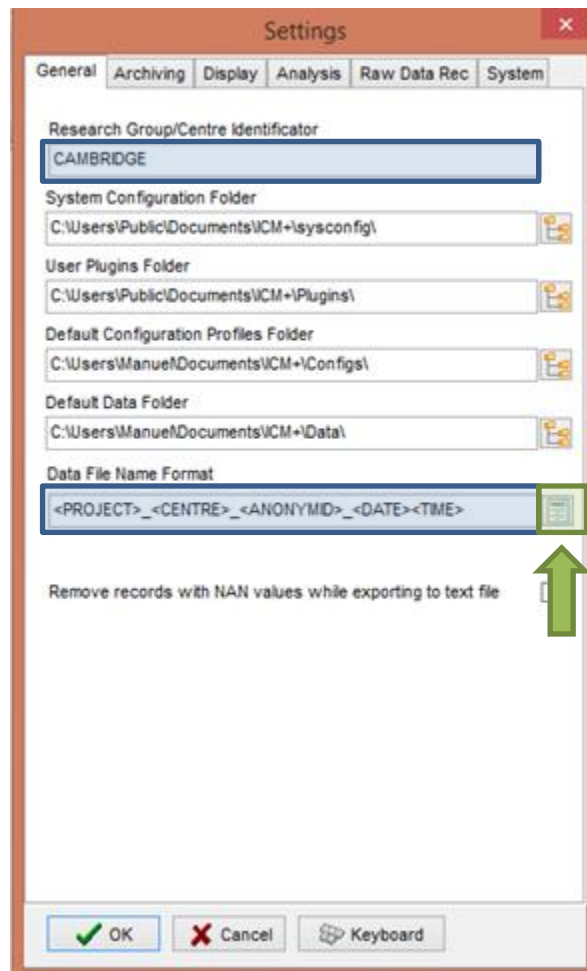 Settings
General Archiving Display Analysis Raw Data Rec System
Research Group/Centre Identificator
CAMBRIDGE
System Configuration Folder
C:\Users\Public\Documents\ICM+\sysconfig\
User Plugins Folder
C:\Users\Public\Documents\ICM+\Plugins\
Default Configuration Profiles Folder
C:\Users\Manuel\Documents\ICM+\Configs\
Default Data Folder
C:\Users\Manuel\Documents\ICM+\Data\
Data File Name Format
<PROJECT>_<CENTRE>_<ANONYMID>_<DATE><TIME>
Remove records with NAN values while exporting to text file
OK Cancel Keyboard